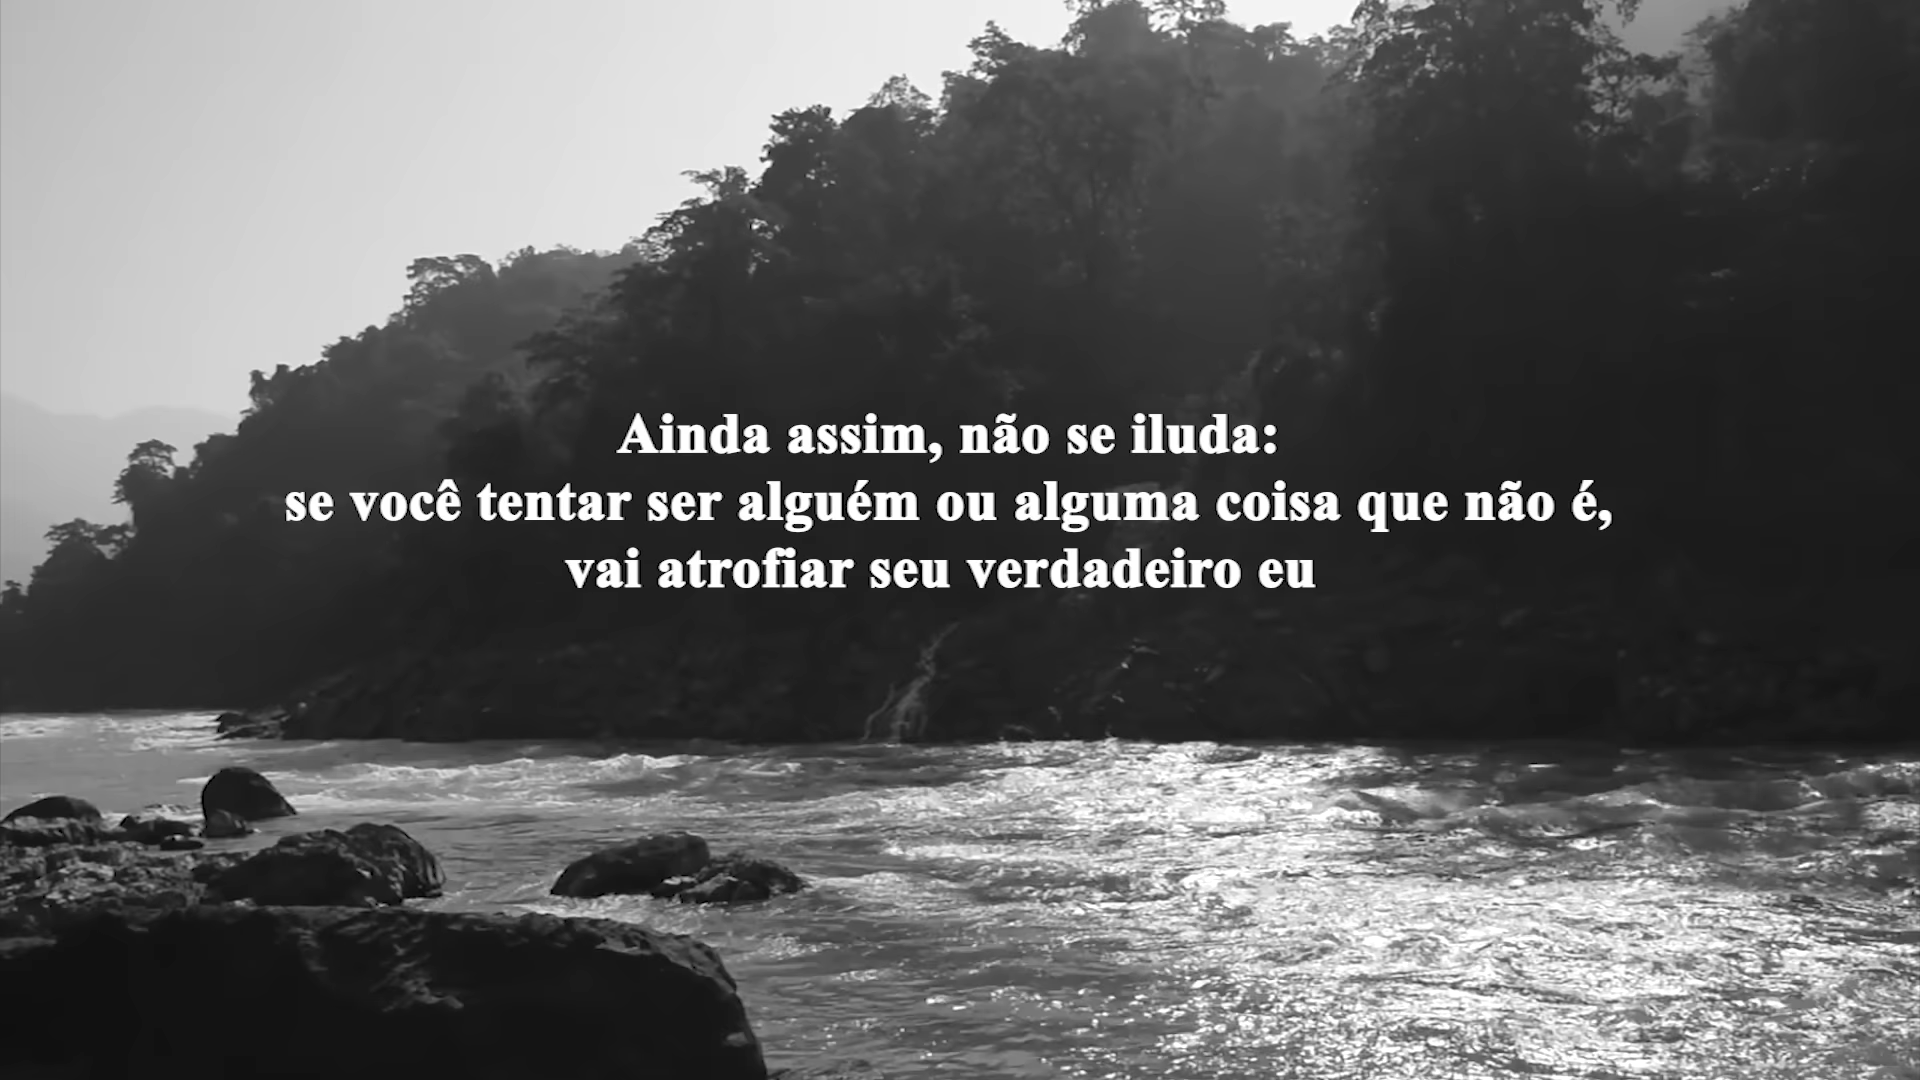 Ainda assim, não se iluda:
se você tentar ser alguém ou alguma coisa que não é,
vai atrofiar seu verdadeiro eu